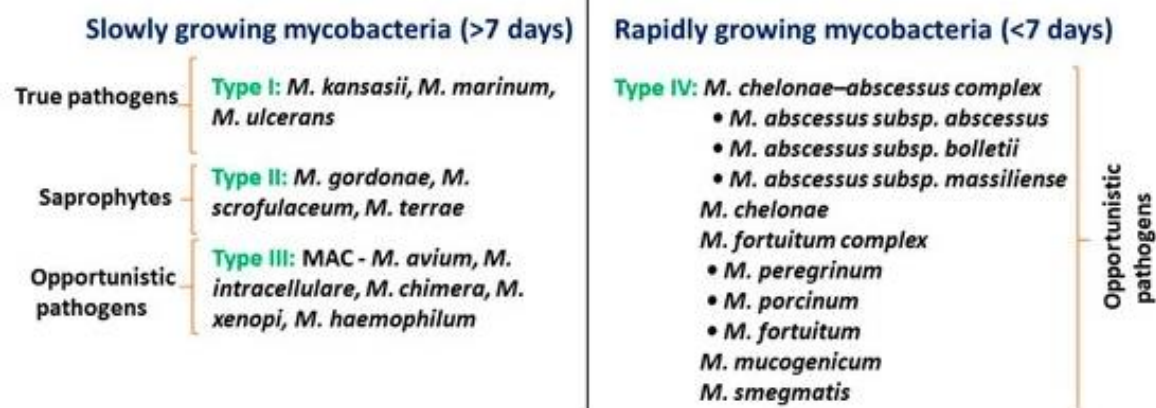 Slowly growing mycobacteria (>7 days)
True pathogens
Type I: M. kansasii, M. marinum,
M. ulcerans
Saprophytes
Type II: M. gordonae, M.
scrofulaceum, M. terrae
Opportunistic
pathogens
Type III: MAC - M. avium, M.
intracellulare, M. chimera, M.
xenopi, M. haemophilum
Rapidly growing mycobacteria (<7 days)
Type IV: M. chelonae–abscessus complex
• M. abscessus subsp. abscessus
• M. abscessus subsp. bolletii
• M. abscessus subsp. massiliense
M. chelonae
M. fortuitum complex
• M. peregrinum
• M. porcinum
• M. fortuitum
M. mucogenicum
M. smegmatis
Opportunistic
pathogens